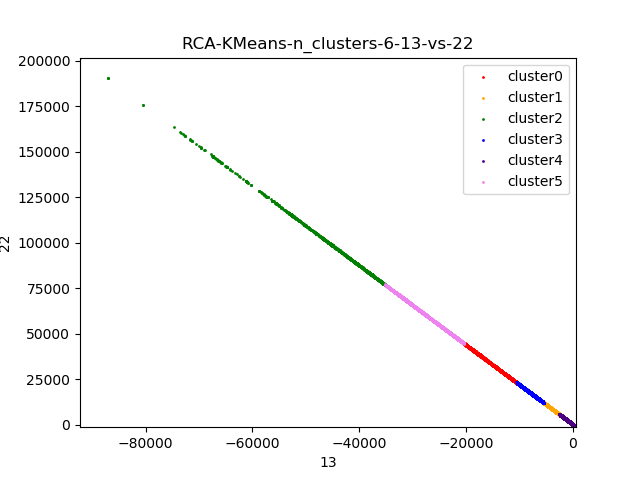 RCA-KMeans-n_clusters-6-13-vs-22
200000
175000
150000
125000
100000
75000
50000
25000
0
22
cluster0
cluster1
cluster2
cluster3
cluster4
cluster5
−80000
−60000
−40000
−20000
0
13